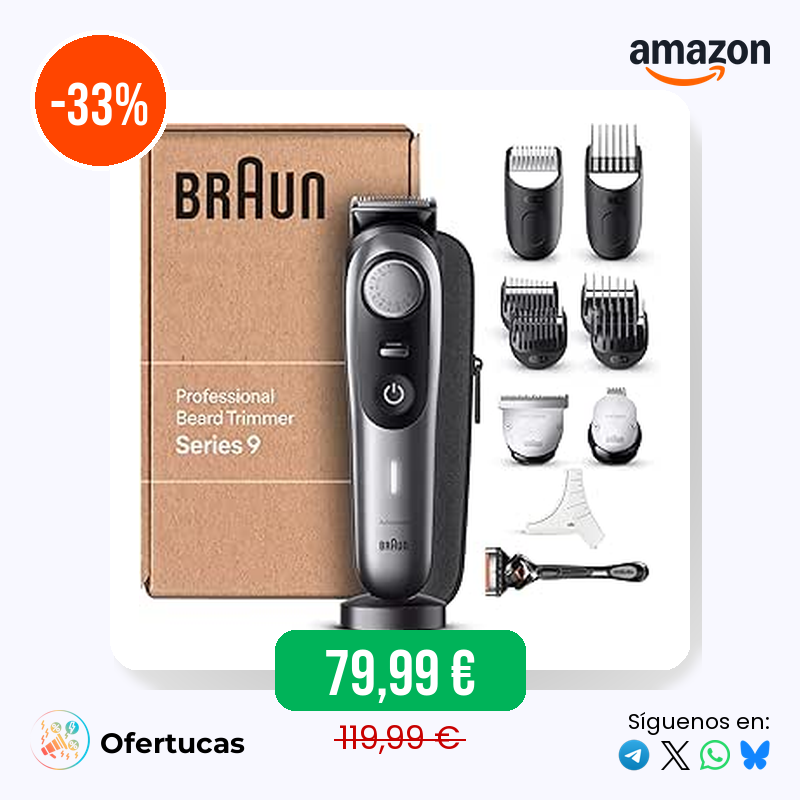 -33%
amazon
BRAUN
Professional
Beard Trimmer
Series 9
BRAUN
79,99 €
119,99 €
Ofertucas
Síguenos en: